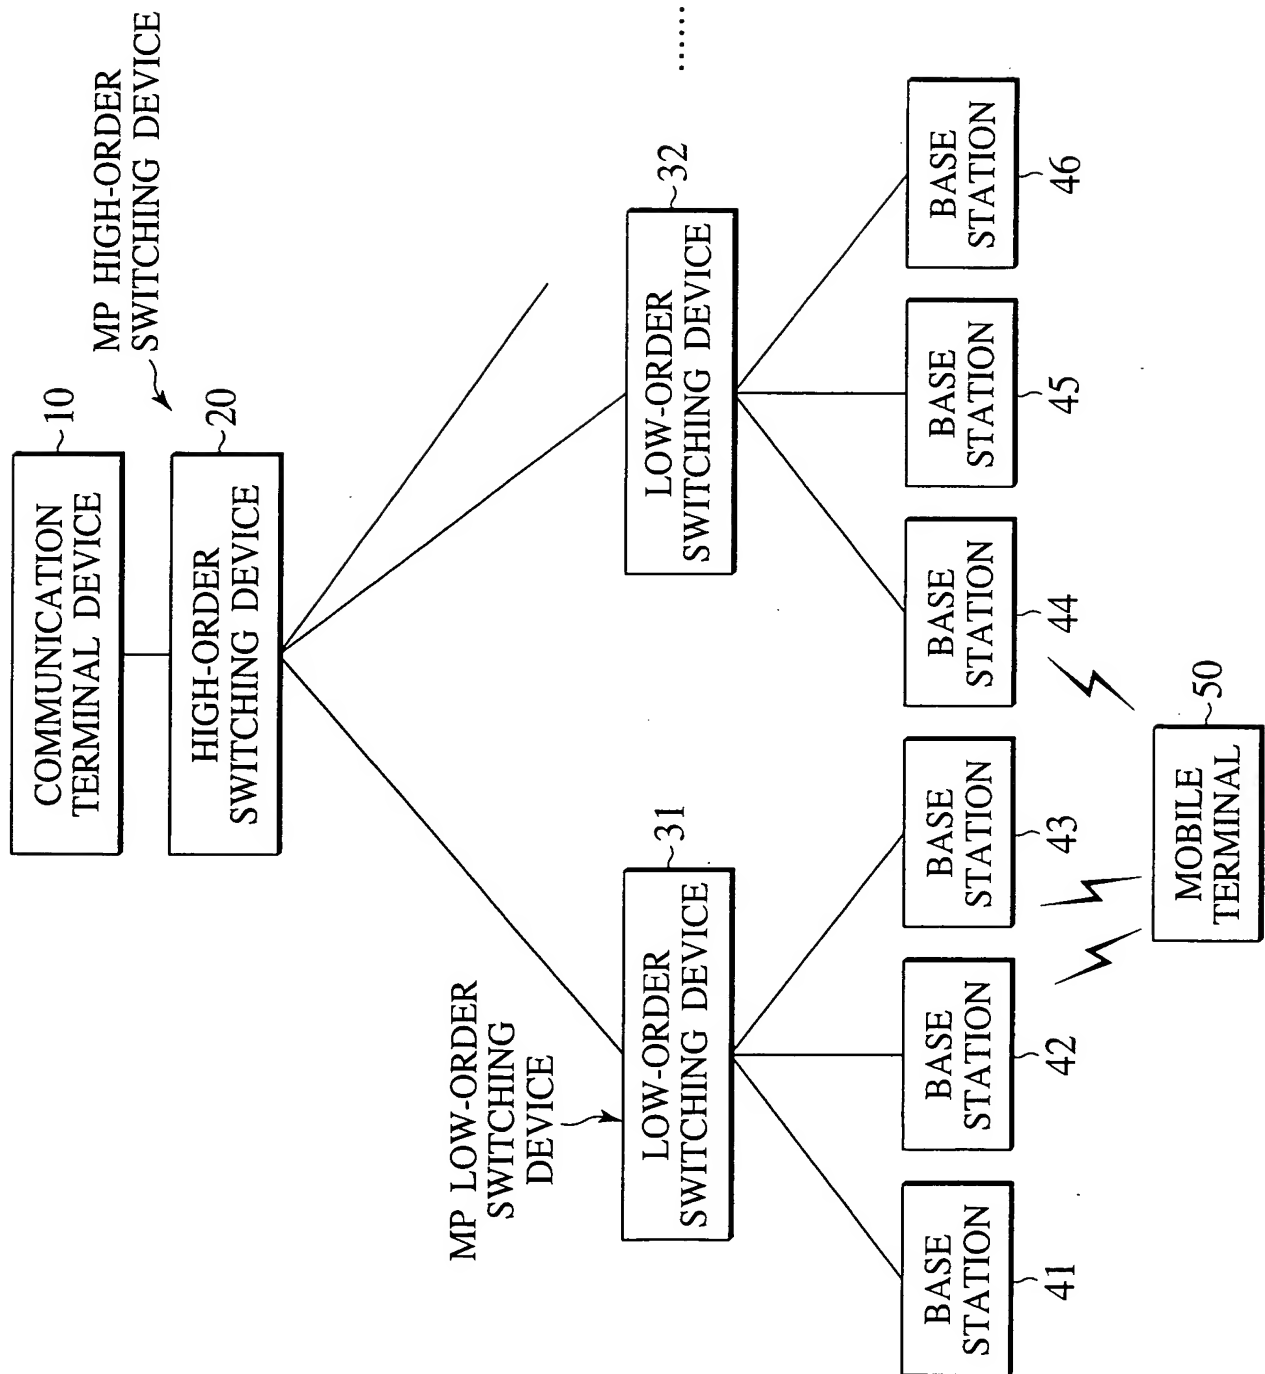 COMMUNICATION
TERMINAL DEVICE
10
MP HIGH-ORDER
SWITCHING DEVICE
HIGH-ORDER
SWITCHING DEVICE
20
MP LOW-ORDER
SWITCHING
DEVICE
LOW-ORDER
SWITCHING DEVICE
31
LOW-ORDER
SWITCHING DEVICE
32
......
BASE
STATION
41
BASE
STATION
42
BASE
STATION
43
BASE
STATION
44
BASE
STATION
45
BASE
STATION
46
MOBILE
TERMINAL
50